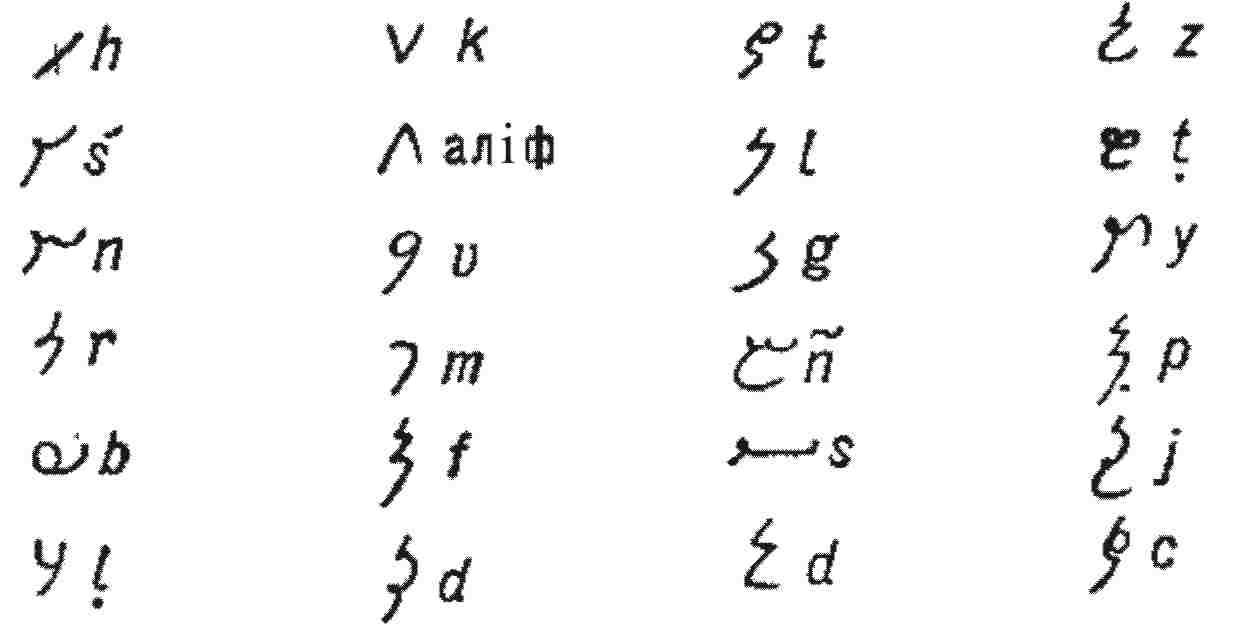 ހ h ކ k ތ t ޒ z
ށ ś އ аліф ލ l ޓ ṭ
ނ n ވ v ގ g ޔ y
ރ r މ m ޏ ñ ޕ p
ބ b ފ f ސ s ޖ j
ޅ ḷ ދ d ޑ d ޗ c